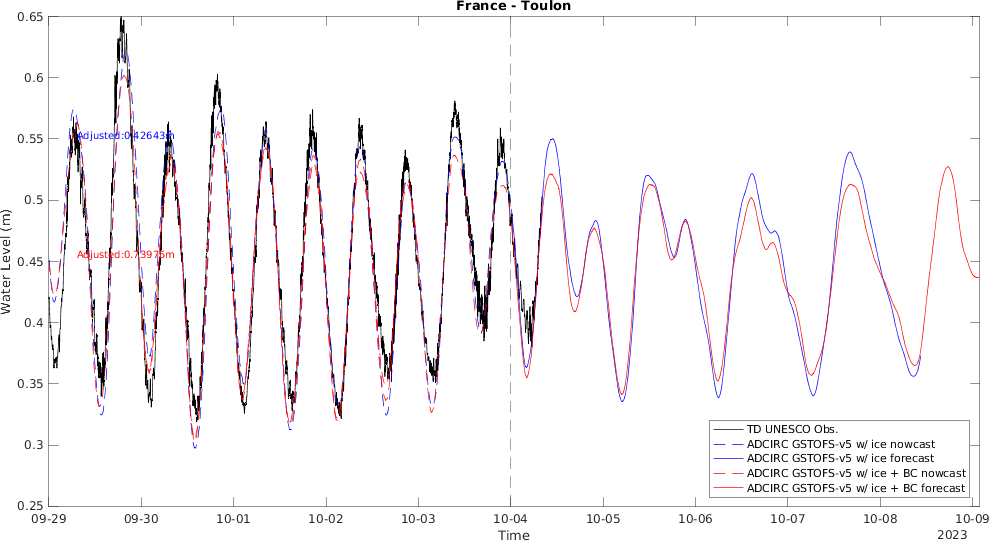 France - Toulon
Water Level (m)
0.65
0.6
0.55
0.5
0.45
0.4
0.35
0.3
0.25
Adjusted:0.42643m
Adjusted:0.73975m
TD UNESCO Obs.
ADCIRC GSTOFS-v5 w/ ice nowcast
ADCIRC GSTOFS-v5 w/ ice forecast
ADCIRC GSTOFS-v5 w/ ice + BC nowcast
ADCIRC GSTOFS-v5 w/ ice + BC forecast
09-29 09-30 10-01 10-02 10-03 10-04 10-05 10-06 10-07 10-08 10-09
Time
2023